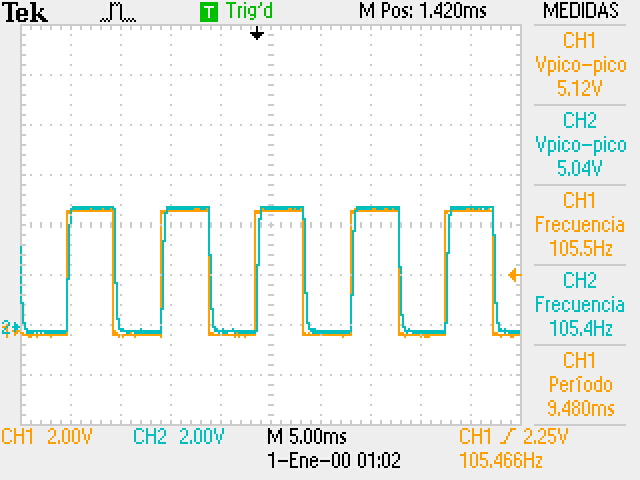 Tek T Trig'd M Pos: 1.420ms MEDIDAS
CH1
Vpico-pico
5.12V
CH2
Vpico-pico
5.04V
CH1
Frecuencia
105.5Hz
CH2
Frecuencia
105.4Hz
CH1
Período
9.480ms
2
CH1 2.00V CH2 2.00V M 5.00ms CH1 2.25V
1-Ene-00 01:02 105.466Hz